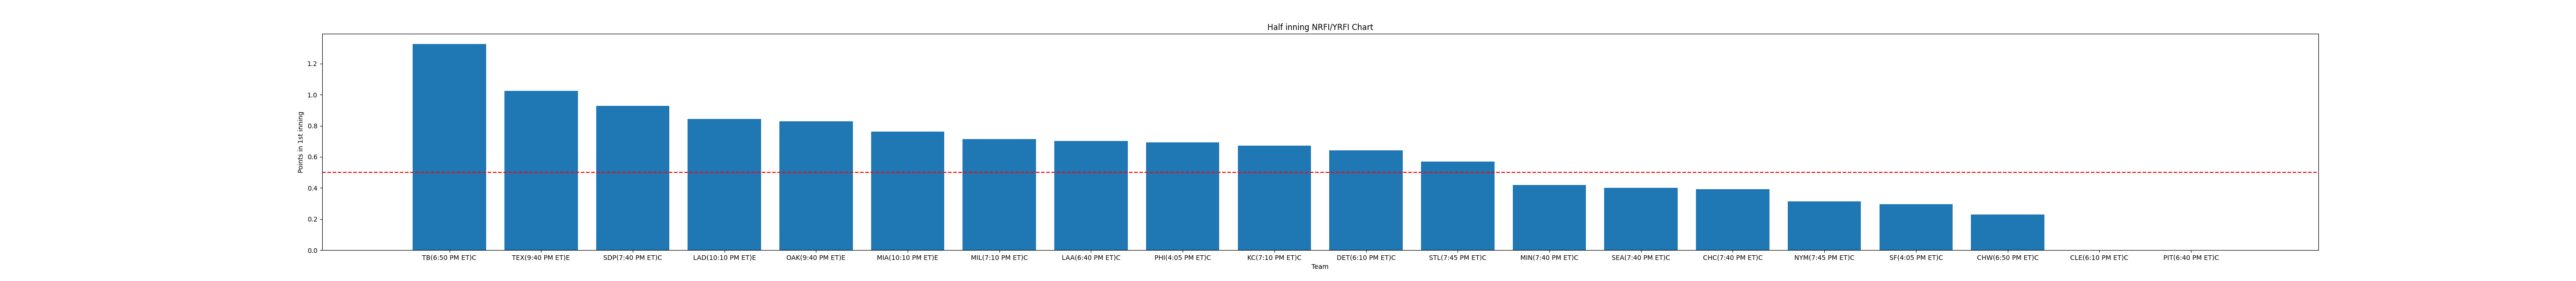 Half inning NRFI/YRFI Chart
Points in 1st inning
1.2
1.0
0.8
0.6
0.4
0.2
0.0
TB(6:50 PM ET)C TEX(9:40 PM ET)E SDP(7:40 PM ET)C LAD(10:10 PM ET)E OAK(9:40 PM ET)E MIA(10:10 PM ET)E MIL(7:10 PM ET)C LAA(6:40 PM ET)C PHI(4:05 PM ET)C KC(7:10 PM ET)C DET(6:10 PM ET)C STL(7:45 PM ET)C MIN(7:40 PM ET)C SEA(7:40 PM ET)C CHC(7:40 PM ET)C NYM(7:45 PM ET)C SF(4:05 PM ET)C CHW(6:50 PM ET)C CLE(6:10 PM ET)C PIT(6:40 PM ET)C
Team